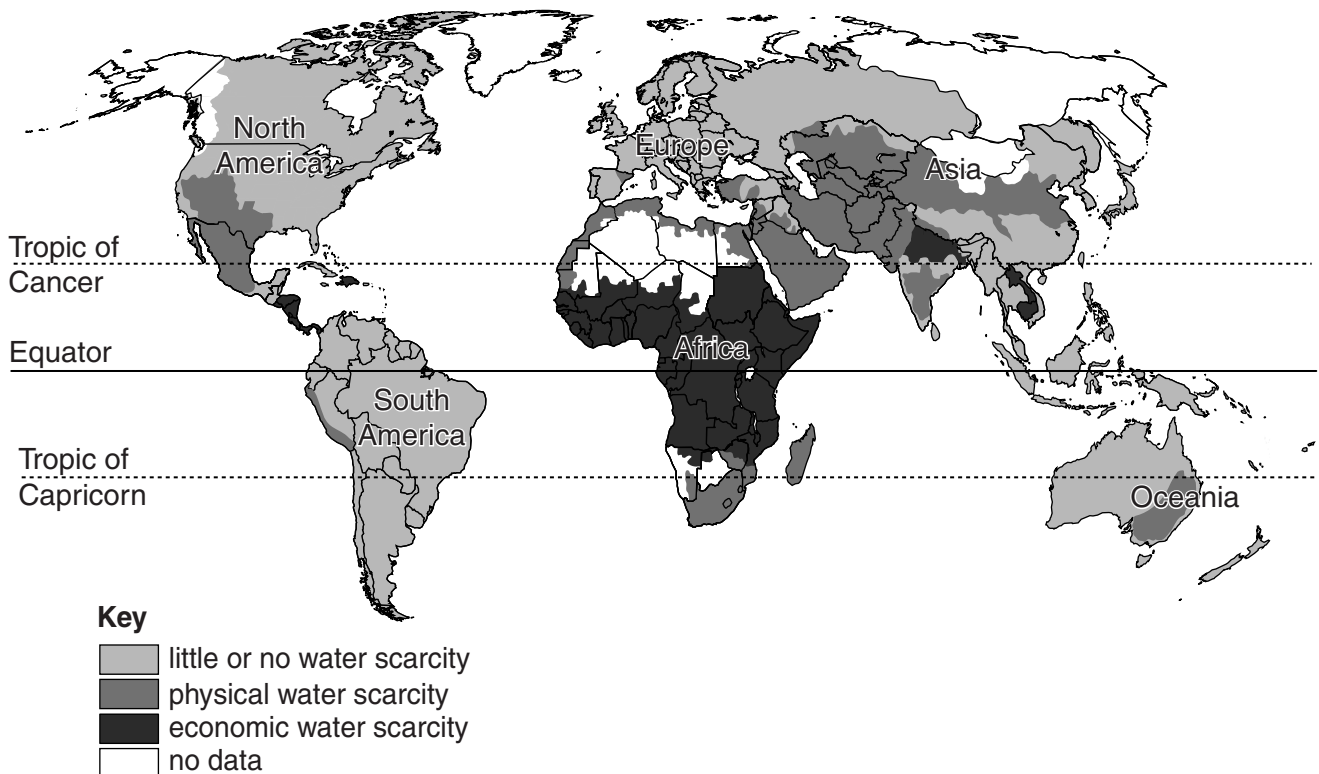 North
America
Europe
Asia
Tropic of
Cancer
Equator
Africa
South
America
Tropic of
Capricorn
Oceania
Key
little or no water scarcity
physical water scarcity
economic water scarcity
no data